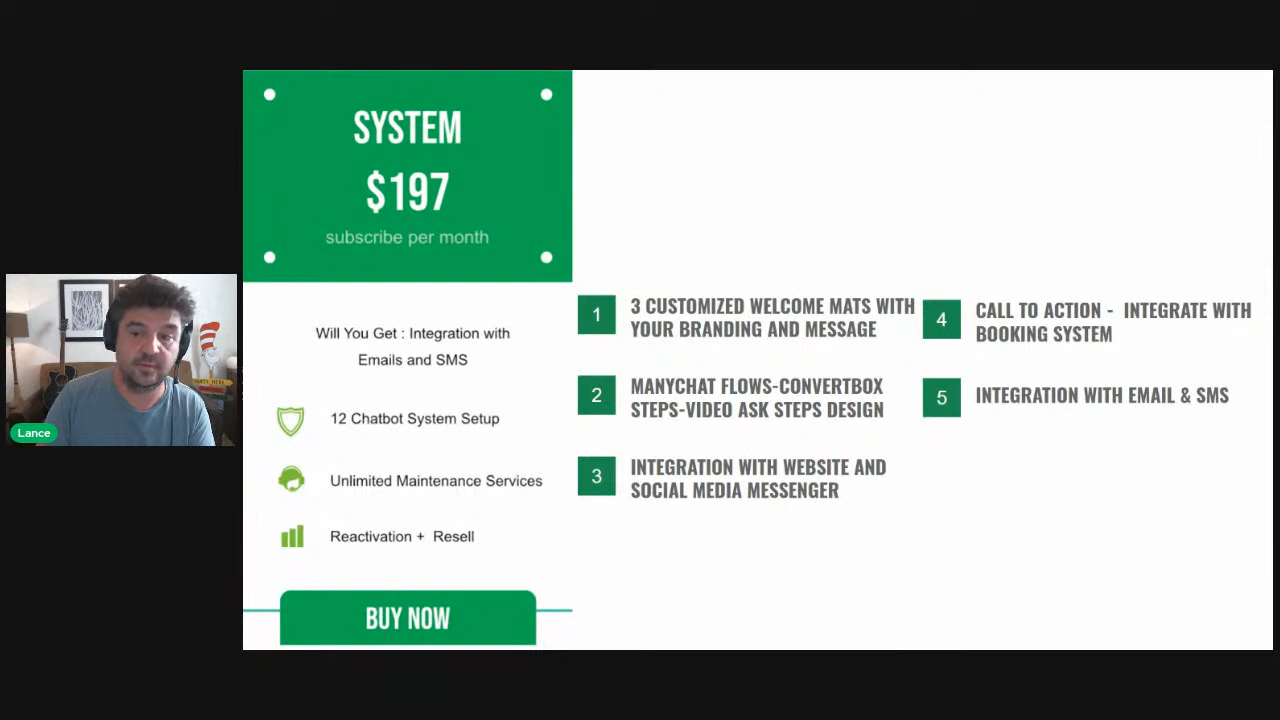 SYSTEM
$197
subscribe per month
Will You Get : Integration with
Emails and SMS
12 Chatbot System Setup
Unlimited Maintenance Services
Reactivation + Resell
BUY NOW
1
3 CUSTOMIZED WELCOME MATS WITH
YOUR BRANDING AND MESSAGE
2
MANYCHAT FLOWS-CONVERTBOX
STEPS-VIDEO ASK STEPS DESIGN
3
INTEGRATION WITH WEBSITE AND
SOCIAL MEDIA MESSENGER
4
CALL TO ACTION - INTEGRATE WITH
BOOKING SYSTEM
5
INTEGRATION WITH EMAIL & SMS
Lance